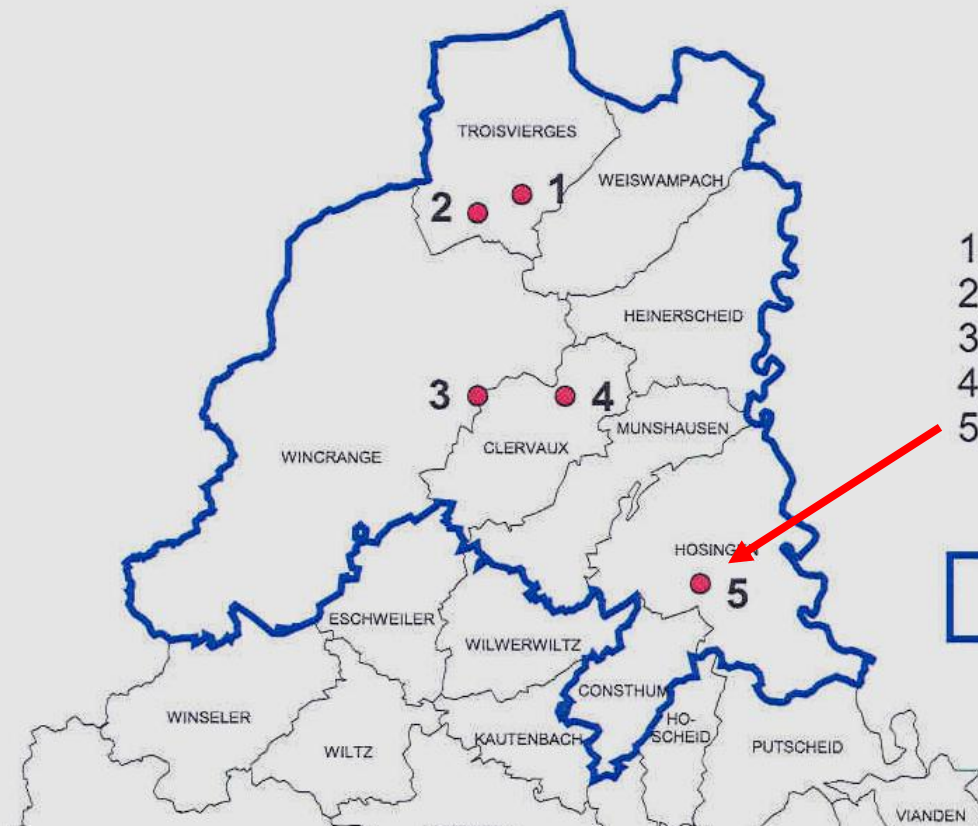 TROISVIERGES
WEISWAMPACH
1
2
HEINERSCHEID
3
4
MUNSHAUSEN
CLERVAUX
WINCRANGE
HOSINGEN
5
ESCHWEILER
WILWERWILTZ
CONSTHUM
WINSELER
HO-
SCHEID
KAUTENBACH
PUTSCHEID
WILTZ
VIANDEN
1
2
3
4
5